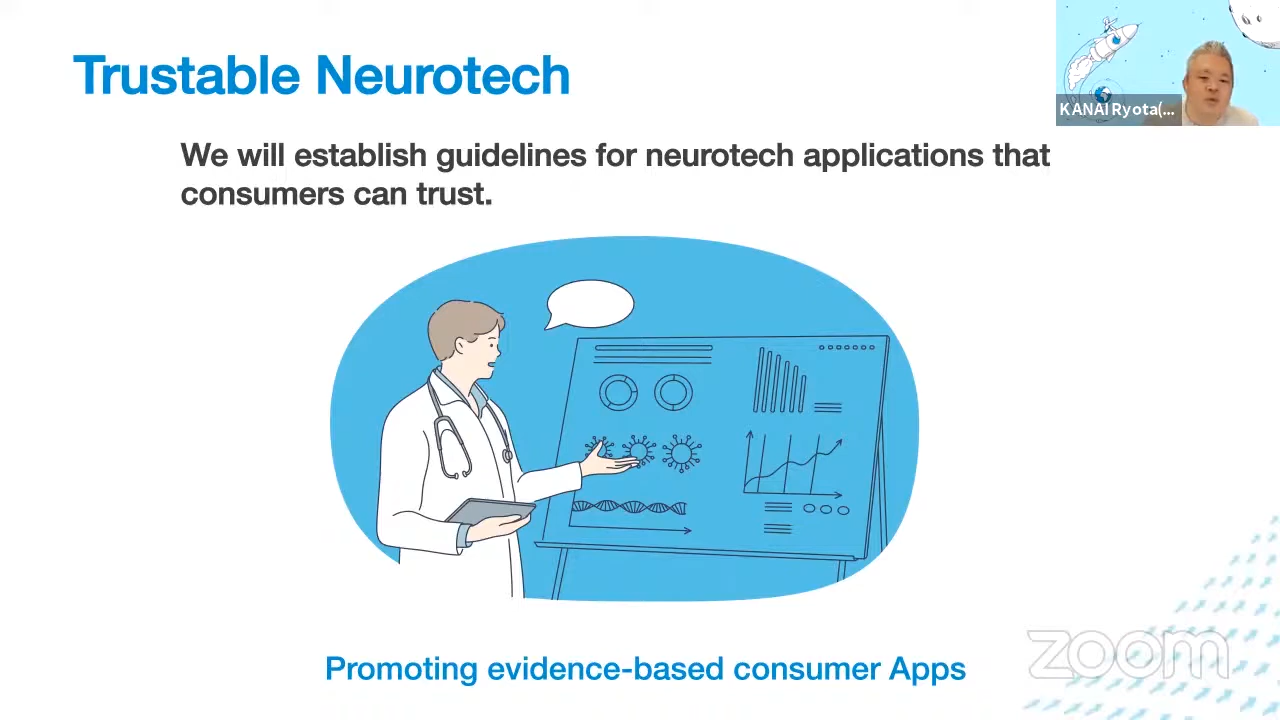 Trustable Neurotech
KANAI Ryota(...
We will establish guidelines for neurotech applications that
consumers can trust.
Promoting evidence-based consumer Apps
zoom